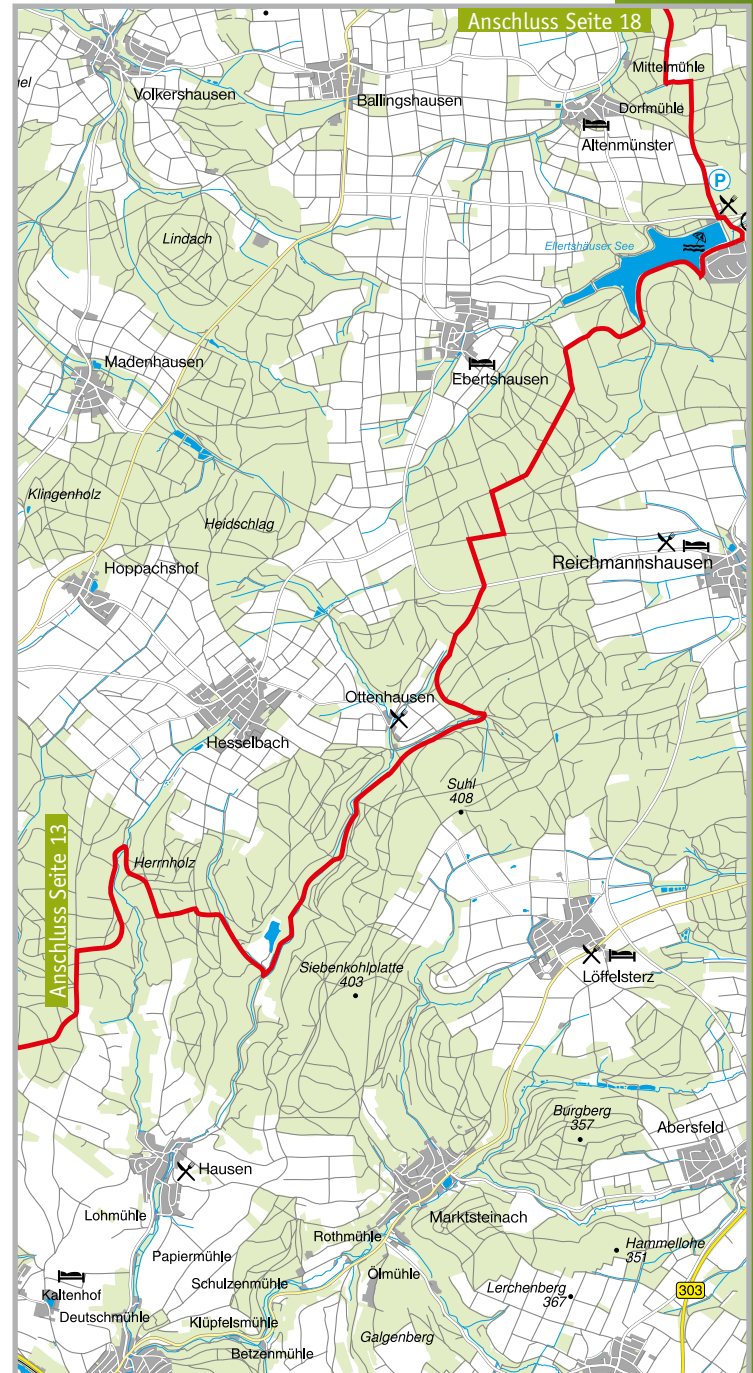 Anschluss Seite 18
Mittelmühle
Volkershausen
Ballingshausen
Dorfmühle
Altenmünster
P
Lindach
Ellertshäuser See
Madenhausen
Ebertshausen
Klingenholz
Heidschlag
Reichmannshausen
Hoppachshof
Ottenhausen
Hesselbach
Suhl
408
Anschluss Seite 13
Herrnholz
Siebenkohlplatte
403
Löffelsterz
Burgberg
357
Abersfeld
Hausen
Lohmühle
Marktsteinach
Rothmühle
Papiermühle
Hammellohe
351
Schulzenmühle
Ölmühle
Kaltenhof
Lerchenberg
367
303
Deutschmühle
Klüpfelsmühle
Galgenberg
Betzenmühle